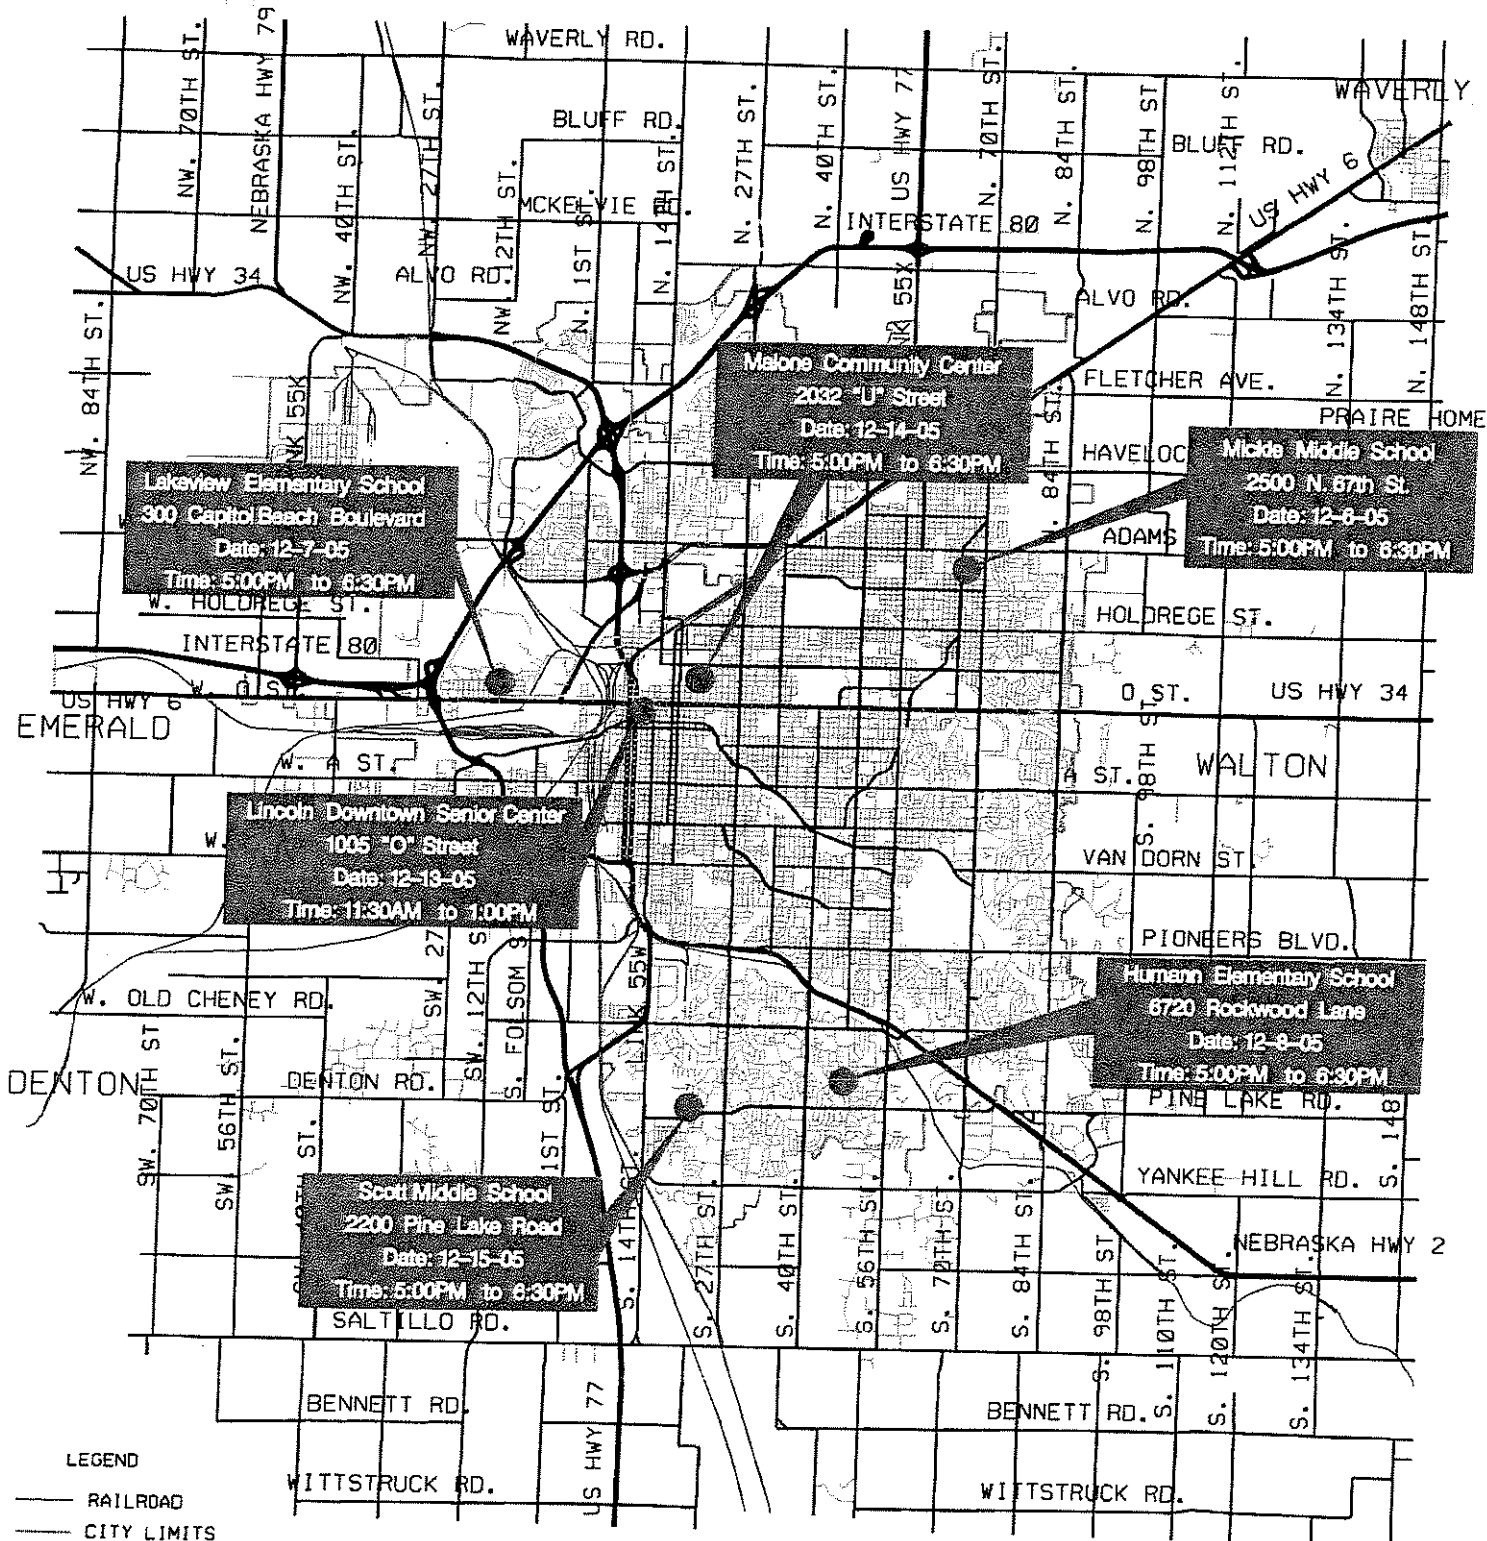 WAVERLY RD.
NW. 70TH ST.
NEBRASKA HWY 79
NW. 40TH ST.
NW. 27TH ST.
NW. 12TH ST.
N. 1ST ST.
N. 14TH ST.
N. 27TH ST.
N. 40TH ST.
US HWY 77
N. 70TH ST.
N. 84TH ST.
N. 98TH ST
N. 112TH ST.
WAVERLY
BLUFF RD.
BLUFF RD.
US HWY 6
MCKELVIE RD.
INTERSTATE 80
US HWY 34
ALVO RD.
ALVO RD.
NK 55X
N. 134TH ST.
N. 148TH ST.
NW. 84TH ST.
NK 55K
Malone Community Center
2032 "U" Street
Date: 12-14-05
Time: 5:00PM to 6:30PM
FLETCHER AVE.
N. 84TH ST.
PRAIRE HOME
HAVELOC
Mickle Middle School
2500 N. 67th St.
Date: 12-6-05
Time: 5:00PM to 6:30PM
Lakeview Elementary School
300 Capitol Beach Boulevard
Date: 12-7-05
Time: 5:00PM to 6:30PM
ADAMS
W. HOLDREGE ST.
HOLDREGE ST.
INTERSTATE 80
W. O ST.
US HWY 6
O ST.
US HWY 34
EMERALD
W. A ST.
A ST.
S. 98TH ST
WALTON
Lincoln Downtown Senior Center
1005 "O" Street
Date: 12-13-05
Time: 11:30AM to 1:00PM
W.
VAN DORN ST.
PIONEERS BLVD.
SW. 27
SW. 12TH S
S. FOLSOM S
LINK 55W
W. OLD CHENEY RD.
Humann Elementary School
6720 Rockwood Lane
Date: 12-8-05
Time: 5:00PM to 6:30PM
DENTON
SW. 70TH ST
SW. 56TH ST.
DENTON RD.
PINE LAKE RD.
S. 148
1ST ST.
YANKEE HILL RD.
Scott Middle School
2200 Pine Lake Road
Date: 12-15-05
Time: 5:00PM to 6:30PM
S. 14TH ST.
S. 27TH ST.
S. 40TH ST.
S. 56TH ST.
S. 70TH ST.
S. 84TH ST.
S. 98TH ST
S. 110TH ST.
S. 120TH ST.
S. 134TH ST.
NEBRASKA HWY 2
SALTILLO RD.
BENNETT RD.
BENNETT RD.
US HWY 77
WITTSTRUCK RD.
WITTSTRUCK RD.
LEGEND
RAILROAD
CITY LIMITS